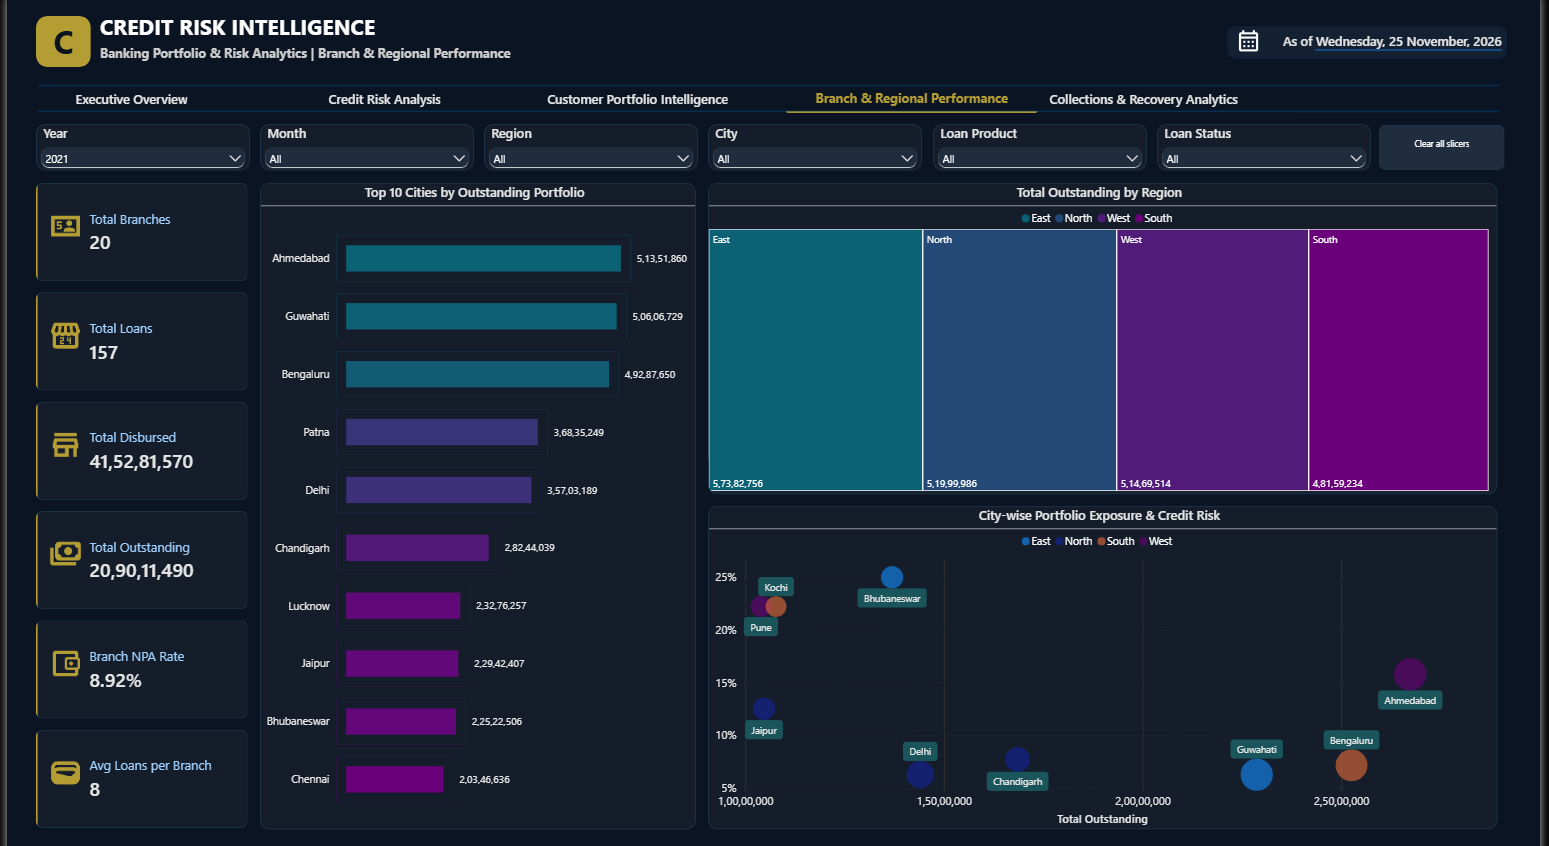 C
CREDIT RISK INTELLIGENCE
Banking Portfolio & Risk Analytics | Branch & Regional Performance
As of Wednesday, 25 November, 2026
Executive Overview
Credit Risk Analysis
Customer Portfolio Intelligence
Branch & Regional Performance
Collections & Recovery Analytics
Year
2021
Month
All
Region
All
City
All
Loan Product
All
Loan Status
All
Clear all slicers
Total Branches
20
Total Loans
157
Total Disbursed
41,52,81,570
Total Outstanding
20,90,11,490
Branch NPA Rate
8.92%
Avg Loans per Branch
8
Top 10 Cities by Outstanding Portfolio
Ahmedabad 5,13,51,860
Guwahati 5,06,06,729
Bengaluru 4,92,87,650
Patna 3,68,35,249
Delhi 3,57,03,189
Chandigarh 2,82,44,039
Lucknow 2,32,76,257
Jaipur 2,29,42,407
Bhubaneswar 2,25,22,506
Chennai 2,03,46,636
Total Outstanding by Region
East North West South
East North West South
5,73,82,756 5,19,99,986 5,14,69,514 4,81,59,234
City-wise Portfolio Exposure & Credit Risk
East North South West
25%
Kochi
Bhubaneswar
20%
Pune
15%
Ahmedabad
Jaipur
10%
Delhi
Chandigarh
Guwahati
Bengaluru
5%
1,00,00,000 1,50,00,000 2,00,00,000 2,50,00,000
Total Outstanding